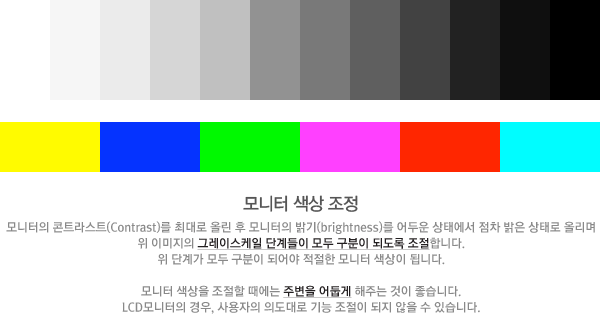 모니터 색상 조정
모니터의 콘트라스트(Contrast)를 최대로 올린 후 모니터의 밝기(brightness)를 어두운 상태에서 점차 밝은 상태로 올리며
위 이미지의 그레이스케일 단계들이 모두 구분이 되도록 조절합니다.
위 단계가 모두 구분이 되어야 적절한 모니터 색상이 됩니다.
모니터 색상을 조절할 때에는 주변을 어둡게 해주는 것이 좋습니다.
LCD모니터의 경우, 사용자의 의도대로 기능 조절이 되지 않을 수 있습니다.